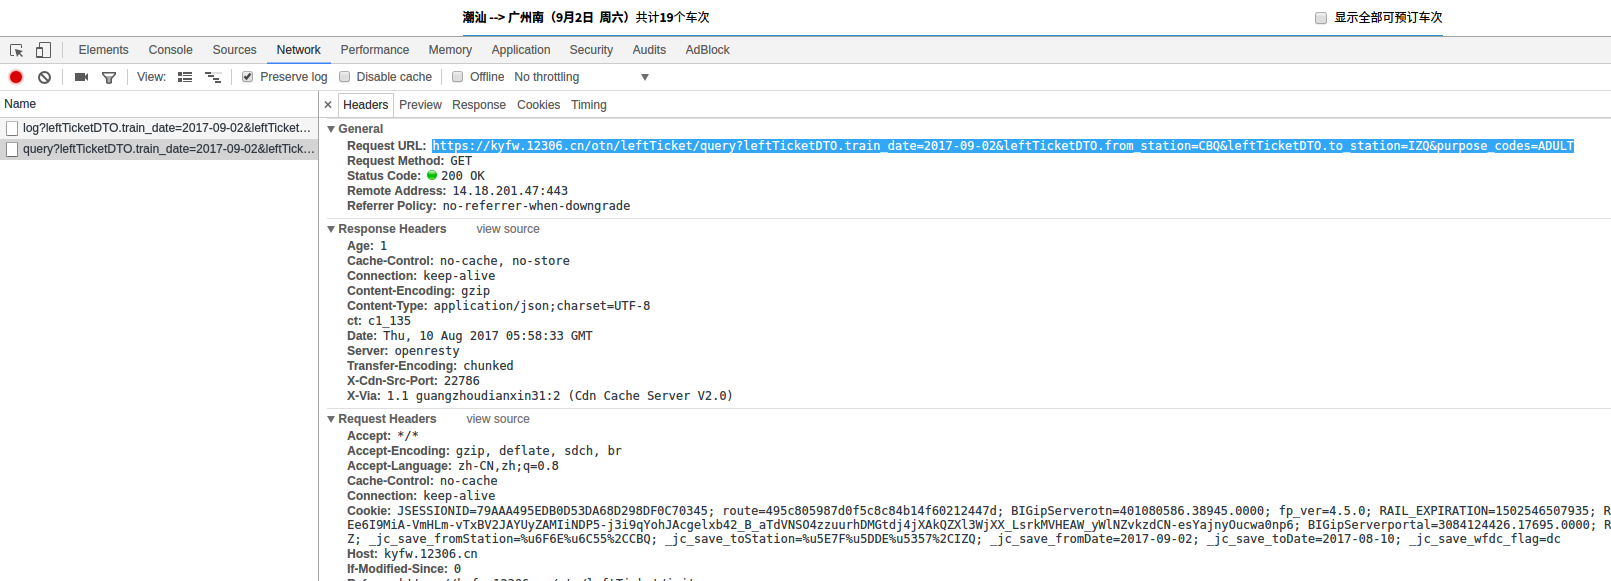 潮汕 --> 广州南（9月2日 周六）共计19个车次
显示全部可预订车次
Elements Console Sources Network Performance Memory Application Security Audits AdBlock
View: Preserve log Disable cache Offline No throttling
Name
× Headers Preview Response Cookies Timing
log?leftTicketDTO.train_date=2017-09-02&leftTicket…
query?leftTicketDTO.train_date=2017-09-02&leftTick…
General
Request URL: https://kyfw.12306.cn/otn/leftTicket/query?leftTicketDTO.train_date=2017-09-02&leftTicketDTO.from_station=CBQ&leftTicketDTO.to_station=IZQ&purpose_codes=ADULT
Request Method: GET
Status Code: 200 OK
Remote Address: 14.18.201.47:443
Referrer Policy: no-referrer-when-downgrade
Response Headers view source
Age: 1
Cache-Control: no-cache, no-store
Connection: keep-alive
Content-Encoding: gzip
Content-Type: application/json;charset=UTF-8
ct: c1_135
Date: Thu, 10 Aug 2017 05:58:33 GMT
Server: openresty
Transfer-Encoding: chunked
X-Cdn-Src-Port: 22786
X-Via: 1.1 guangzhoudianxin31:2 (Cdn Cache Server V2.0)
Request Headers view source
Accept: */*
Accept-Encoding: gzip, deflate, sdch, br
Accept-Language: zh-CN,zh;q=0.8
Cache-Control: no-cache
Connection: keep-alive
Cookie: JSESSIONID=79AAA495EDB0D53DA68D298DF0C70345; route=495c805987d0f5c8c84b14f60212447d; BIGipServerotn=401080586.38945.0000; fp_ver=4.5.0; RAIL_EXPIRATION=1502546507935; R
Ee6I9MiA-VmHLm-vTxBV2JAYUyZAMIiNDP5-j3i9qYohJAcgelxb42_B_aTdVNSO4zzuurhDMGtdj4jXAkQZXl3WjXX_LsrkMVHEAW_yWlNZvkzdCN-esYajnyOucwa0np6; BIGipServerportal=3084124426.17695.0000; R
Z; _jc_save_fromStation=%u6F6E%u6C55%2CCBQ; _jc_save_toStation=%u5E7F%u5DDE%u5357%2CIZQ; _jc_save_fromDate=2017-09-02; _jc_save_toDate=2017-08-10; _jc_save_wfdc_flag=dc
Host: kyfw.12306.cn
If-Modified-Since: 0